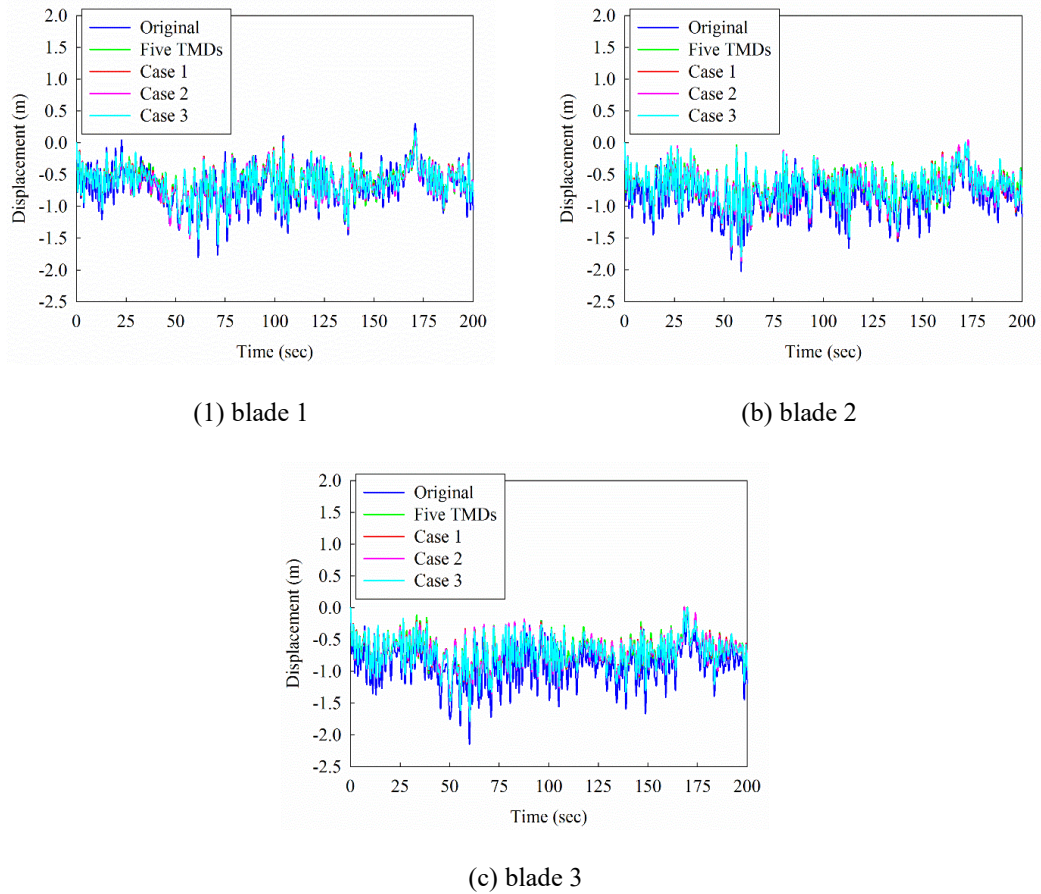 2.0
1.5
1.0
0.5
0.0
-0.5
-1.0
-1.5
-2.0
-2.5
Displacement (m)
Original
Five TMDs
Case 1
Case 2
Case 3
0 25 50 75 100 125 150 175 200
Time (sec)
(1) blade 1
2.0
1.5
1.0
0.5
0.0
-0.5
-1.0
-1.5
-2.0
-2.5
Displacement (m)
Original
Five TMDs
Case 1
Case 2
Case 3
0 25 50 75 100 125 150 175 200
Time (sec)
(b) blade 2
2.0
1.5
1.0
0.5
0.0
-0.5
-1.0
-1.5
-2.0
-2.5
Displacement (m)
Original
Five TMDs
Case 1
Case 2
Case 3
0 25 50 75 100 125 150 175 200
Time (sec)
(c) blade 3